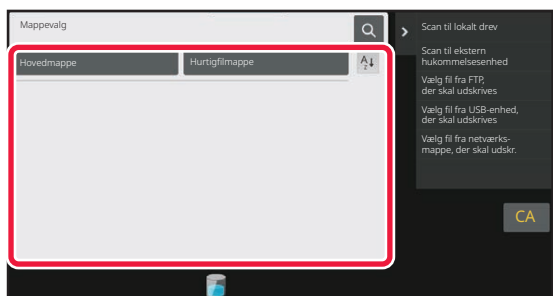 Mappevalg
Hovedmappe
Hurtigfilmappe
A
Z
Scan til lokalt drev
Scan til ekstern
hukommelsesenhed
Vælg fil fra FTP,
der skal udskrives
Vælg fil fra USB-enhed,
der skal udskrives
Vælg fil fra netværks-
mappe, der skal udskr.
CA